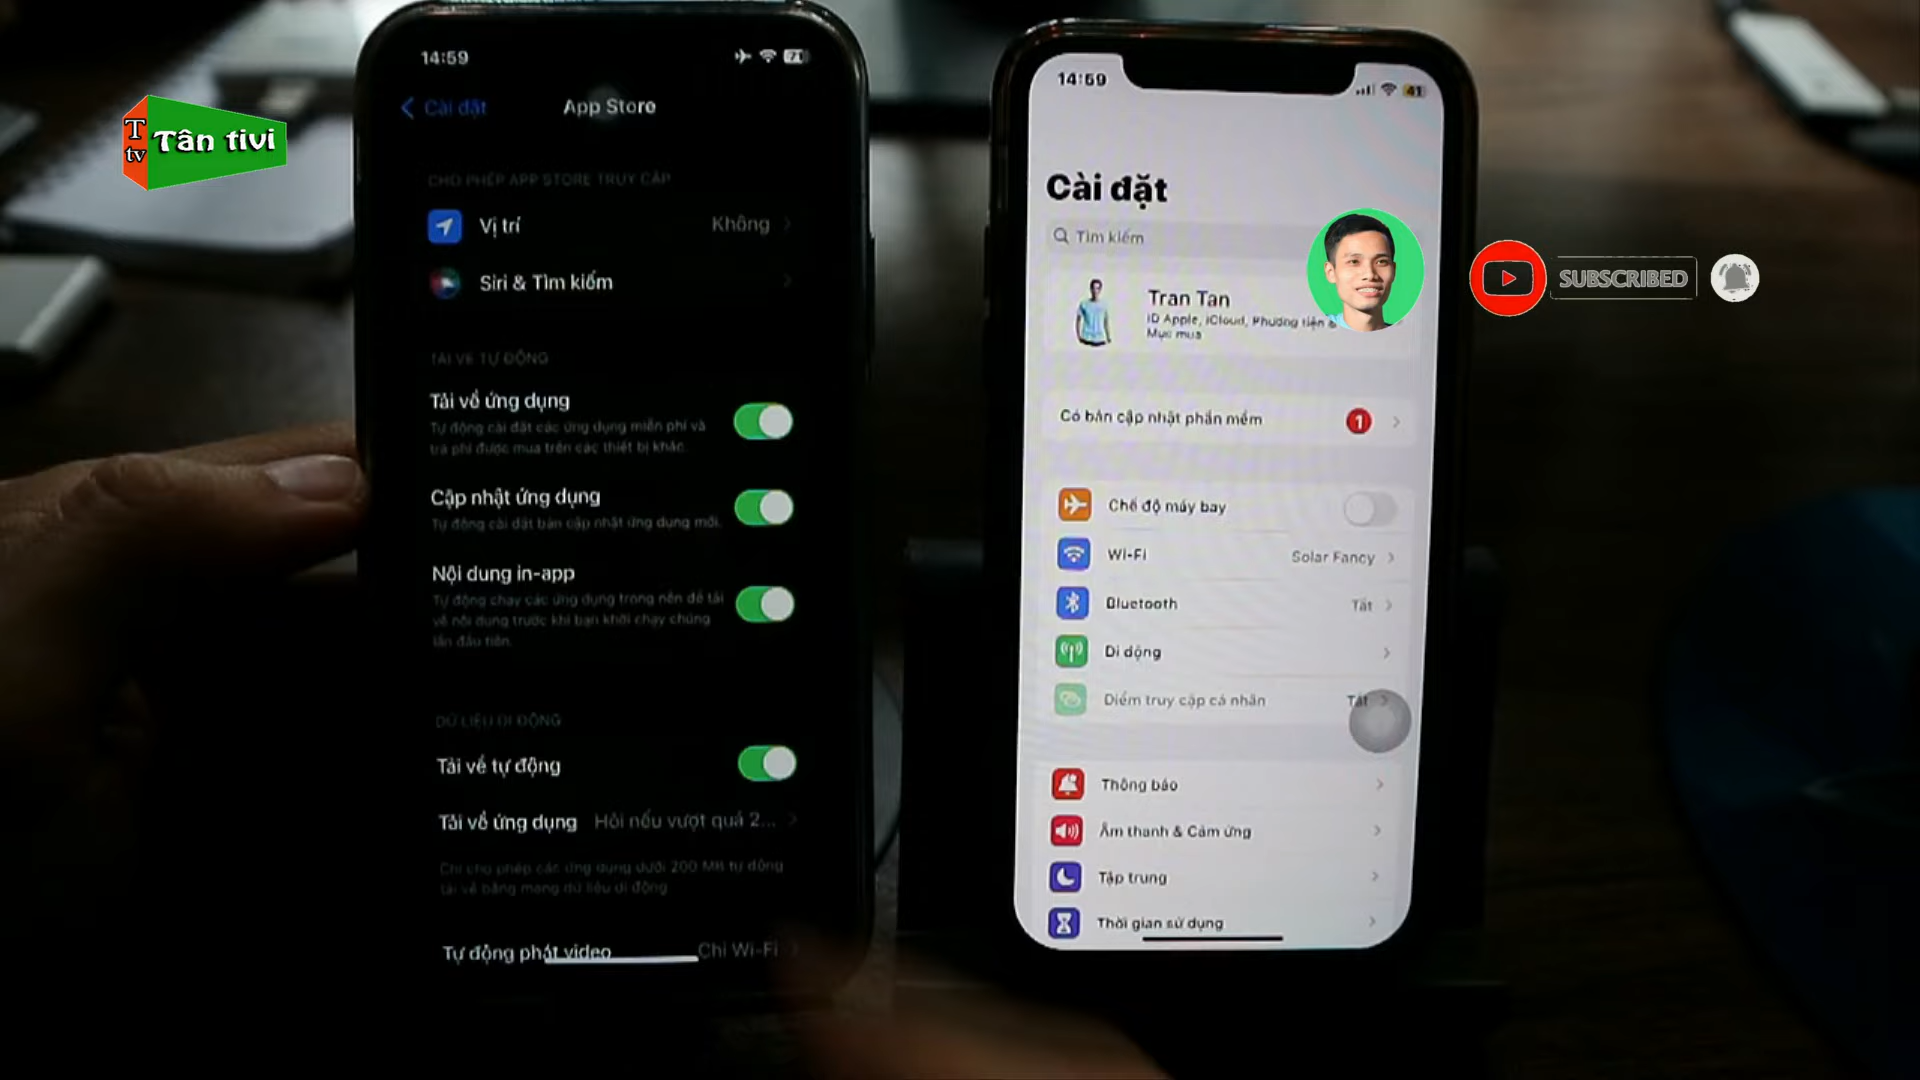 T
tv
Tân tivi
14:59
71
Cài đặt
App Store
CHO PHÉP APP STORE TRUY CẬP
Vị trí
Không
Siri & Tìm kiếm
TẢI VỀ TỰ ĐỘNG
Tải về ứng dụng
Tự động cài đặt các ứng dụng miễn phí và
trả phí được mua trên các thiết bị khác.
Cập nhật ứng dụng
Tự động cài đặt bản cập nhật ứng dụng mới.
Nội dung in-app
Tự động chạy các ứng dụng trong nền để tải
về nội dung trước khi bạn khởi chạy chúng
lần đầu tiên.
DỮ LIỆU DI ĐỘNG
Tải về tự động
Tải về ứng dụng
Hỏi nếu vượt quá 2...
Chỉ cho phép các ứng dụng dưới 200 MB tự động
tải về bằng mạng dữ liệu di động
Tự động phát video
Chỉ Wi-Fi
14:59
41
Cài đặt
Tìm kiếm
Tran Tan
ID Apple, iCloud, Phương tiện &
Mục mua
Có bản cập nhật phần mềm
1
Chế độ máy bay
Wi-Fi
Solar Fancy
Bluetooth
Tắt
Di động
Điểm truy cập cá nhân
Tắt
Thông báo
Âm thanh & Cảm ứng
Tập trung
Thời gian sử dụng
SUBSCRIBED